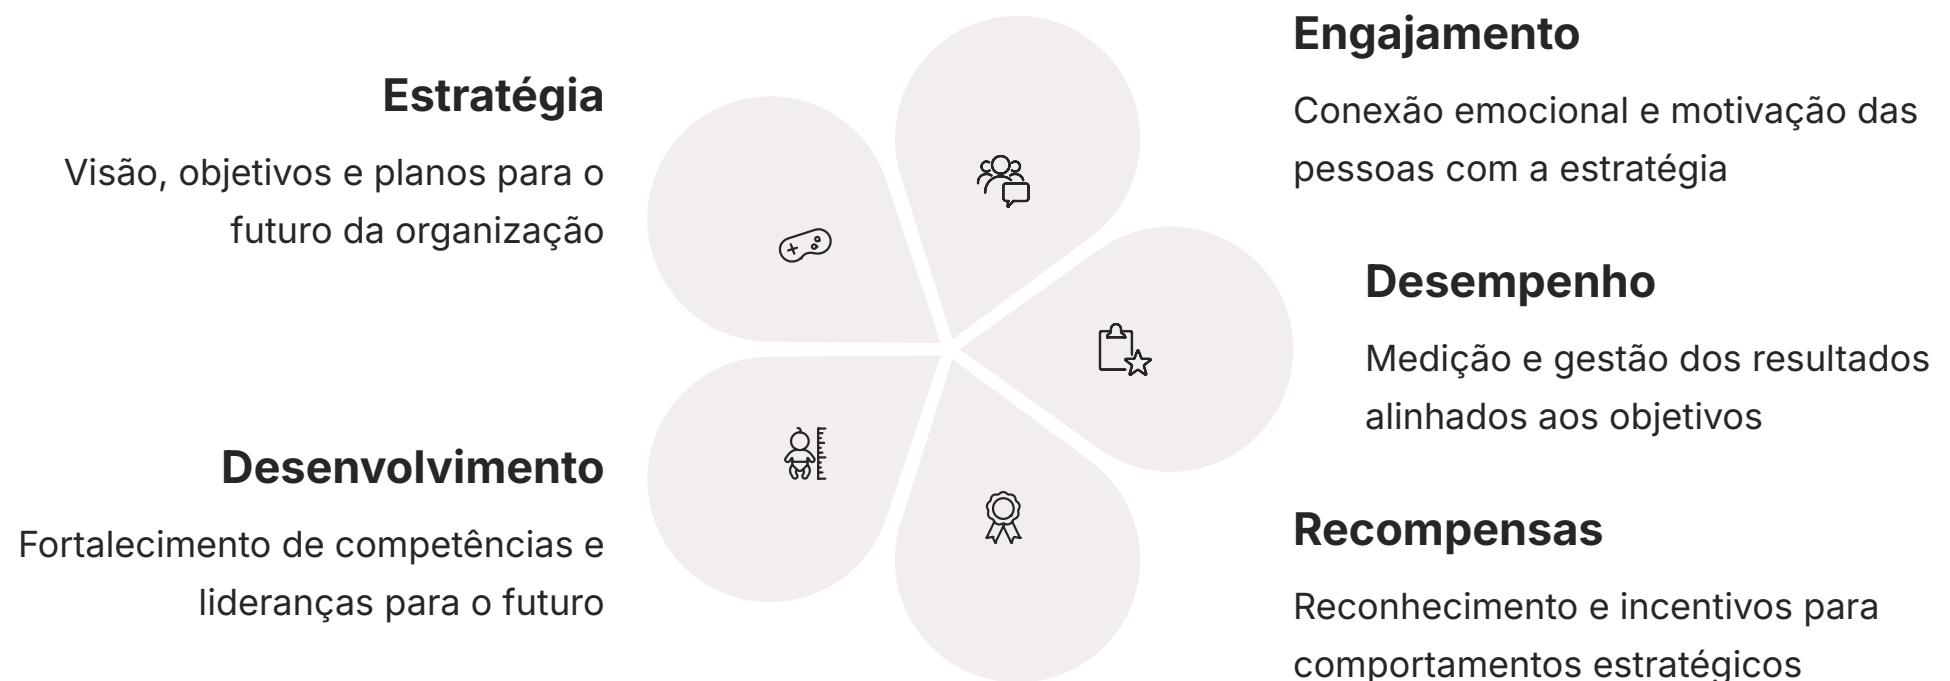 Estratégia
Visão, objetivos e planos para o
futuro da organização
Engajamento
Conexão emocional e motivação das
pessoas com a estratégia
Desempenho
Medição e gestão dos resultados
alinhados aos objetivos
Recompensas
Reconhecimento e incentivos para
comportamentos estratégicos
Desenvolvimento
Fortalecimento de competências e
lideranças para o futuro